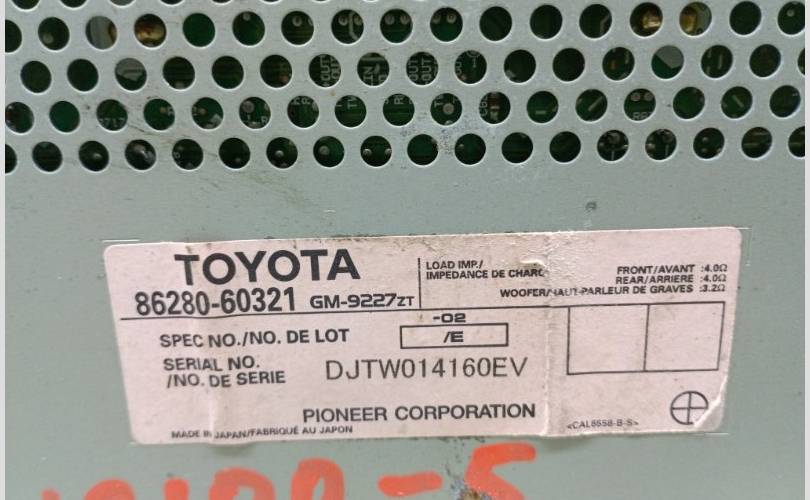 TOYOTA
86280-60321 GM-9227ZT
LOAD IMP./
IMPEDANCE DE CHARG
FRONT/AVANT :4.0Ω
REAR/ARRIERE :4.0Ω
WOOFER/HAUT-PARLEUR DE GRAVES :3.2Ω
-02
SPEC NO./NO. DE LOT /E
SERIAL NO.
/NO. DE SERIE DJTW014160EV
PIONEER CORPORATION
MADE IN JAPAN/FABRIQUÉ AU JAPON
<CAL8558-B-S>